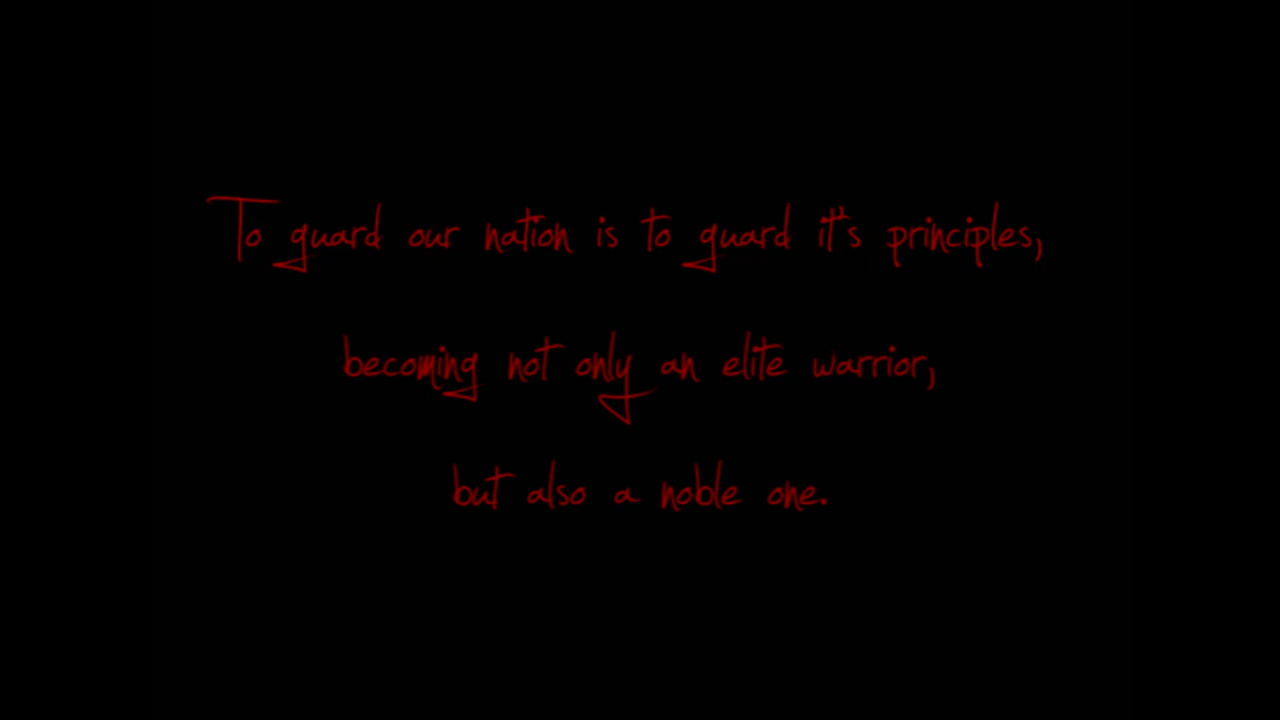 To guard our nation is to guard it's principles,
becoming not only an elite warrior,
but also a noble one.